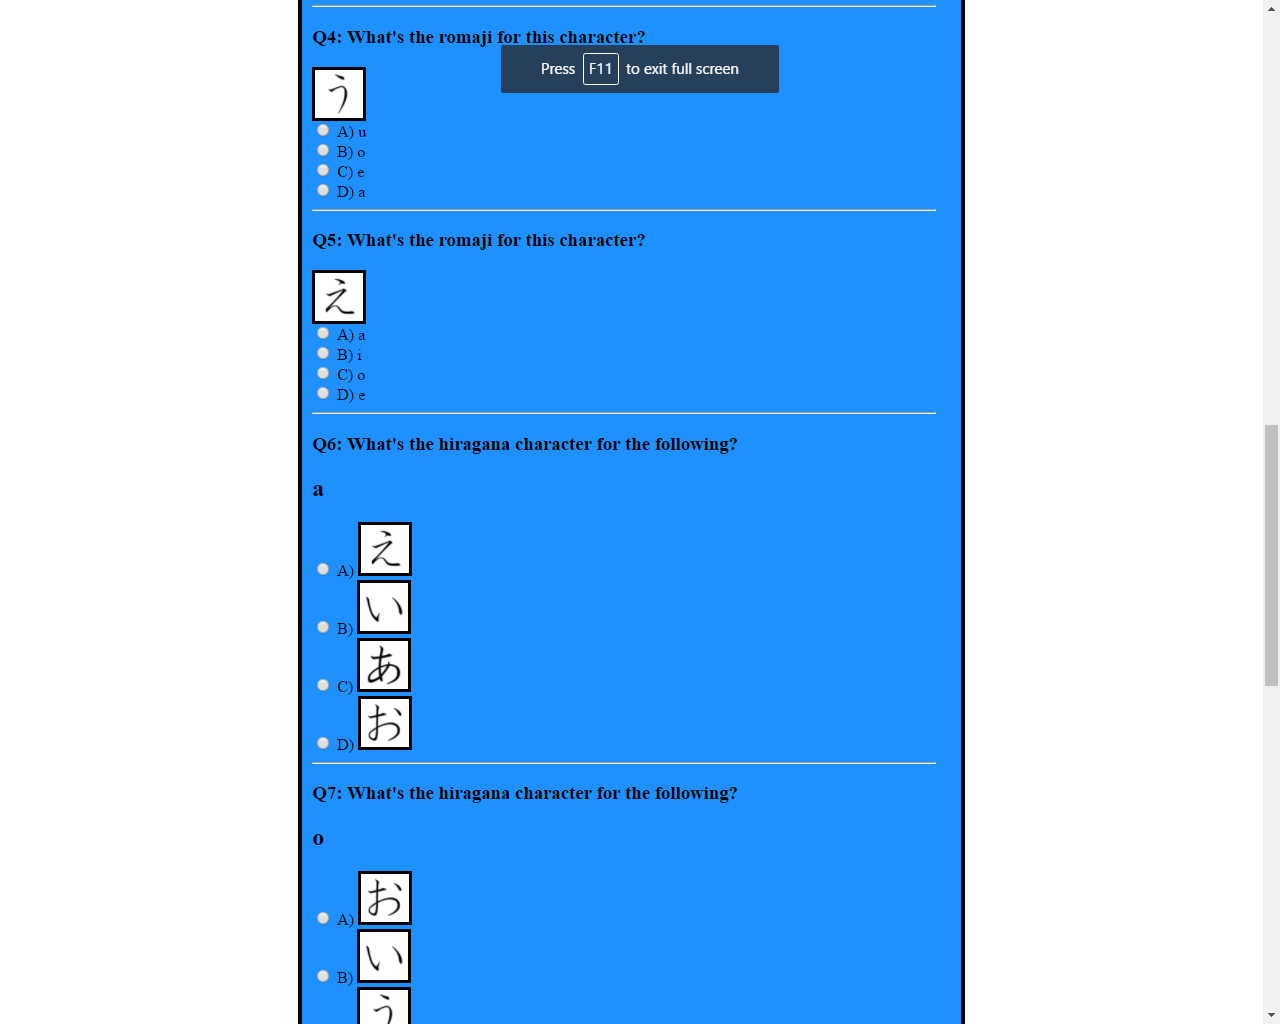 Q4: What's the romaji for this character?
Press F11 to exit full screen
う
A) u
B) o
C) e
D) a
Q5: What's the romaji for this character?
え
A) a
B) i
C) o
D) e
Q6: What's the hiragana character for the following?
a
A) え
B) い
C) あ
D) お
Q7: What's the hiragana character for the following?
o
A) お
B) い
う